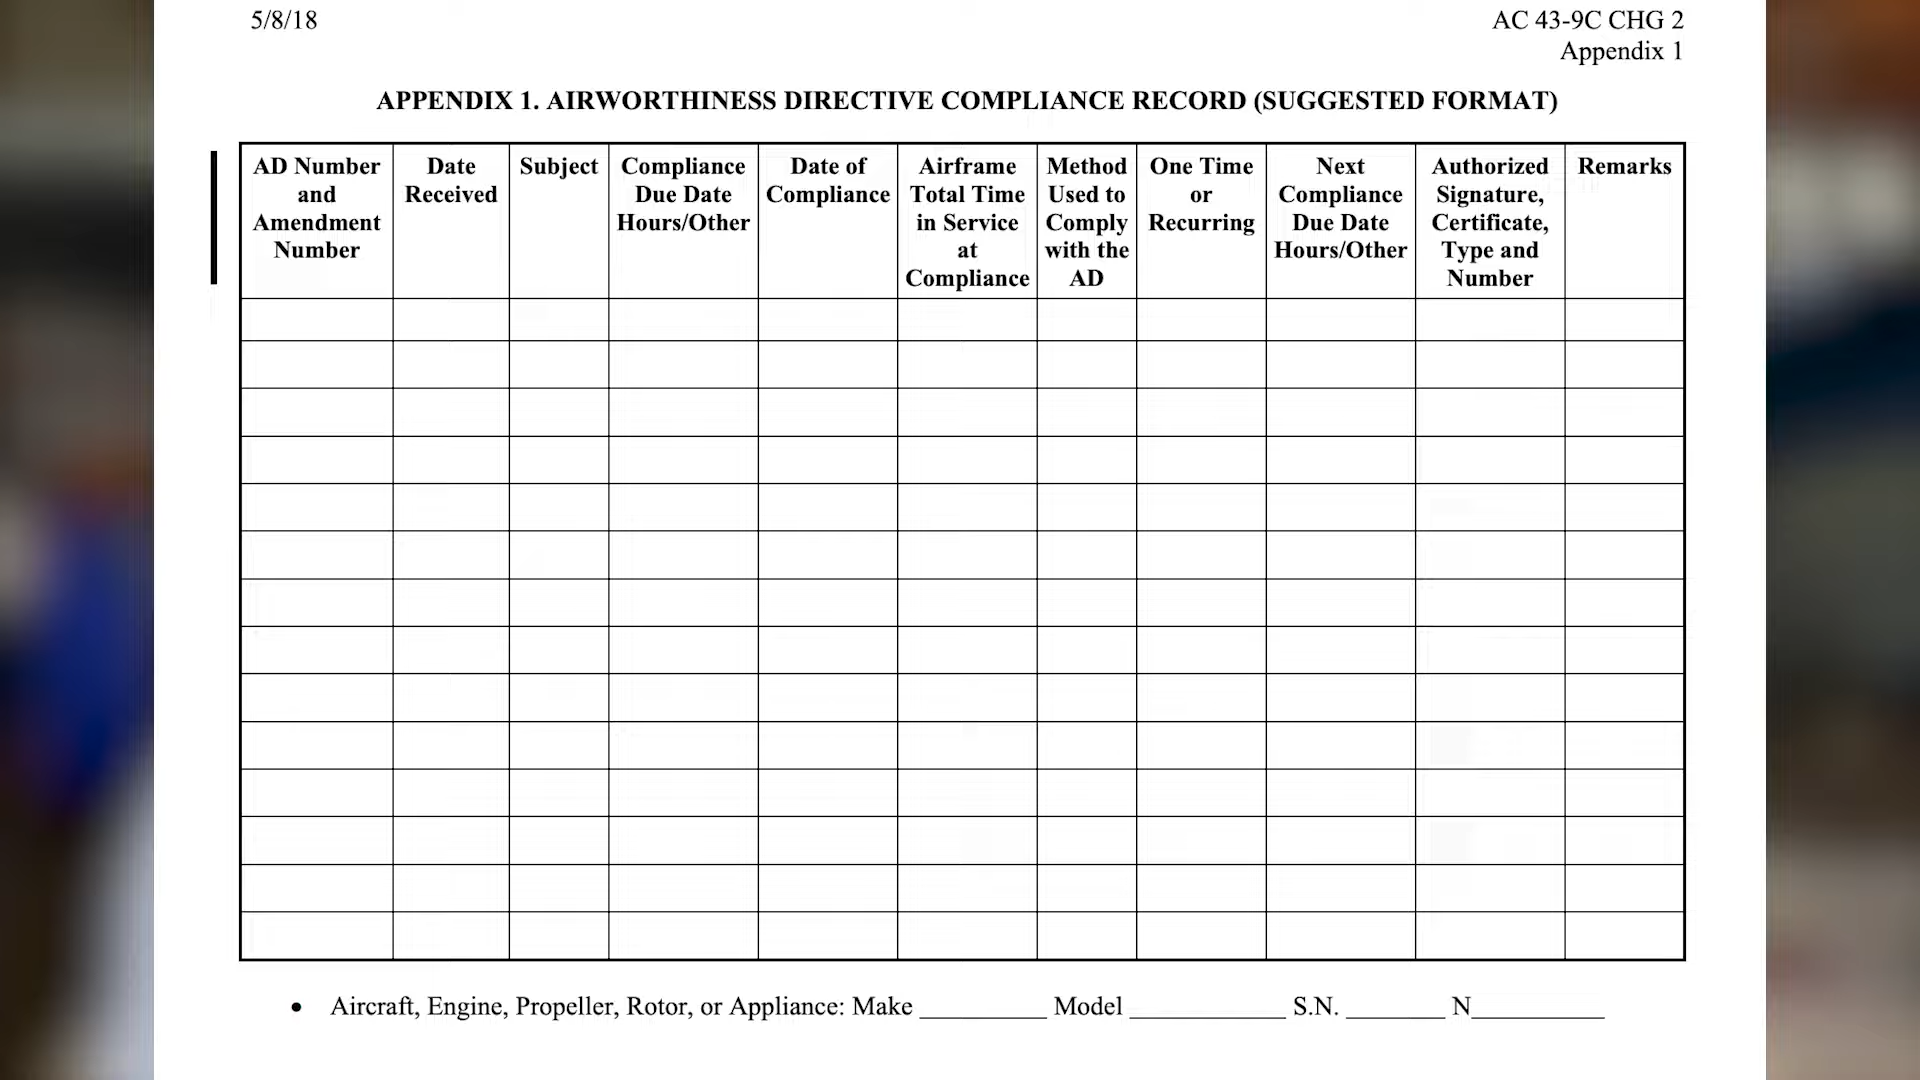 5/8/18
AC 43-9C CHG 2
Appendix 1
APPENDIX 1. AIRWORTHINESS DIRECTIVE COMPLIANCE RECORD (SUGGESTED FORMAT)
AD Number
and
Amendment
Number
Date
Received
Subject
Compliance
Due Date
Hours/Other
Date of
Compliance
Airframe
Total Time
in Service
at
Compliance
Method
Used to
Comply
with the
AD
One Time
or
Recurring
Next
Compliance
Due Date
Hours/Other
Authorized
Signature,
Certificate,
Type and
Number
Remarks
• Aircraft, Engine, Propeller, Rotor, or Appliance: Make __________ Model ____________ S.N. ________ N__________